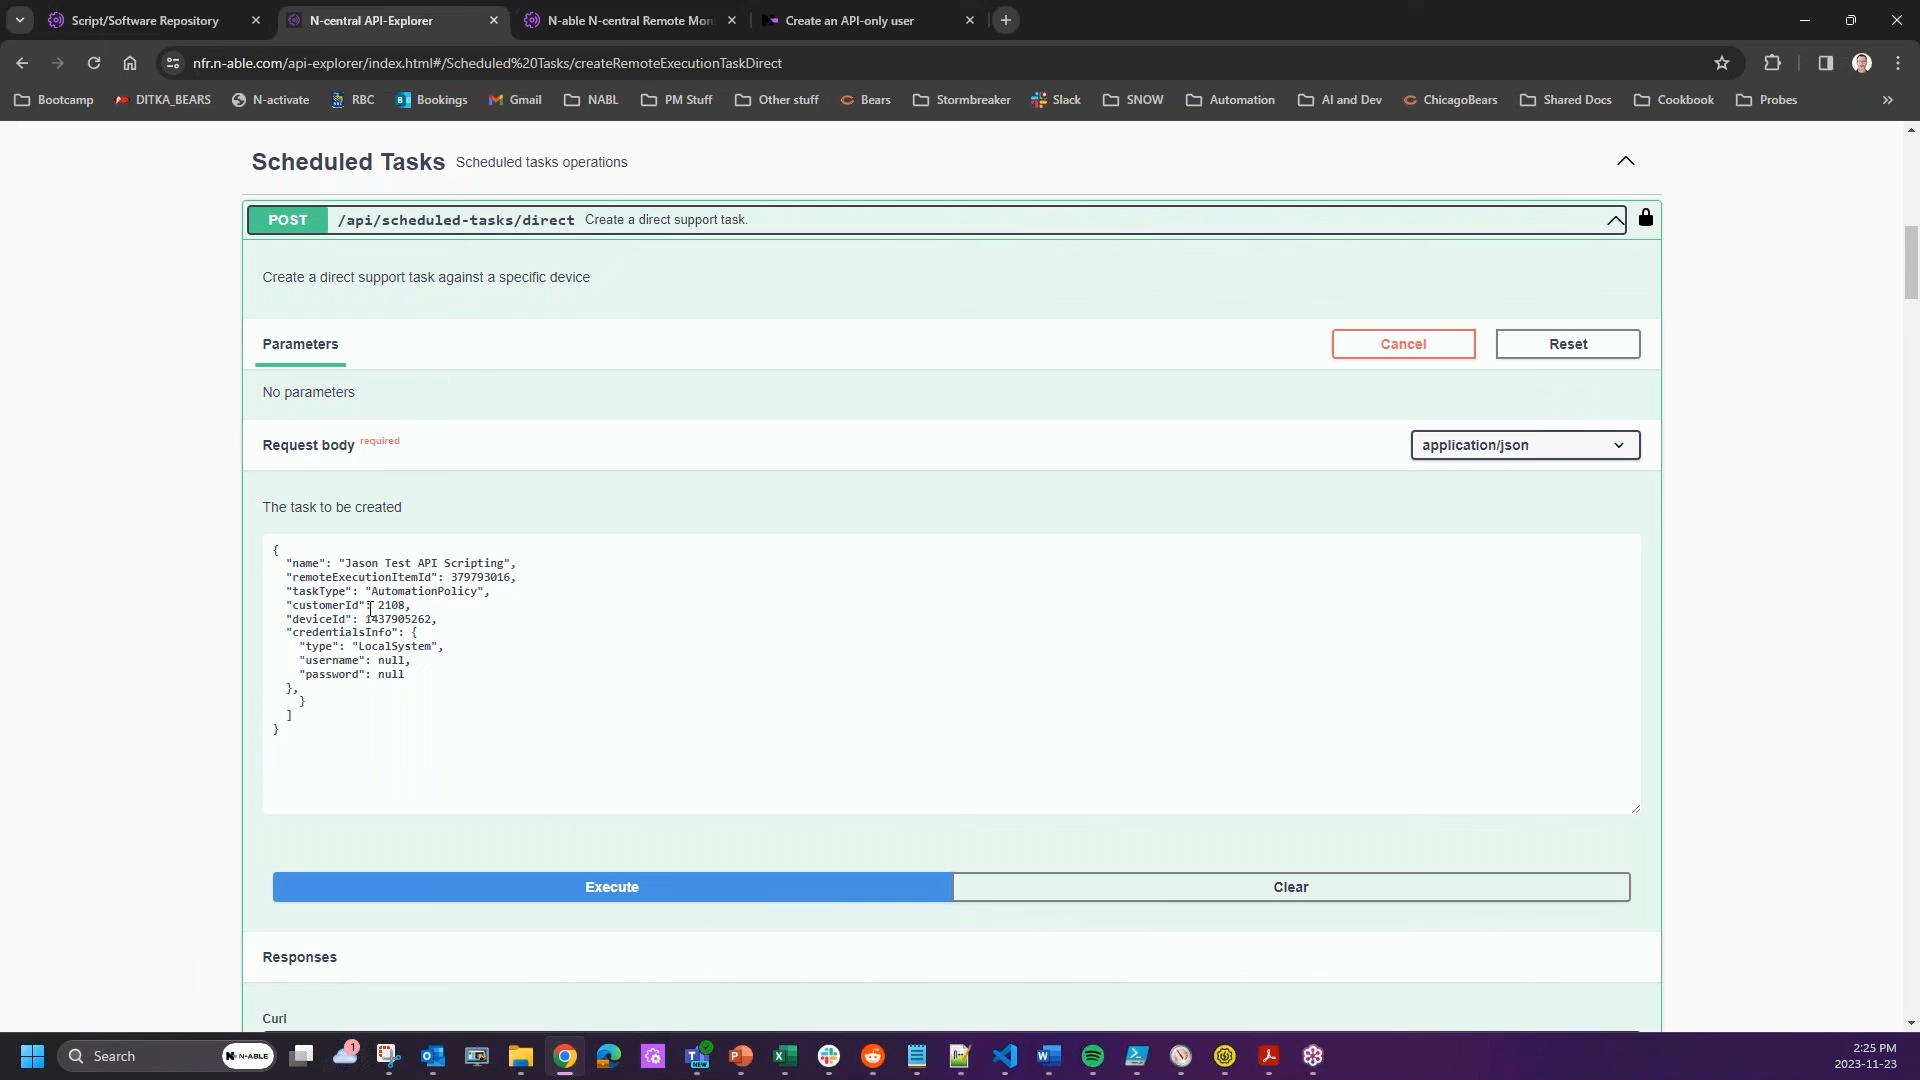 Script/Software Repository
N-central API-Explorer
N-able N-central Remote Mon
Create an API-only user
nfr.n-able.com/api-explorer/index.html#/Scheduled%20Tasks/createRemoteExecutionTaskDirect
Bootcamp
DITKA_BEARS
N-activate
RBC
Bookings
Gmail
NABL
PM Stuff
Other stuff
Bears
Stormbreaker
Slack
SNOW
Automation
AI and Dev
ChicagoBears
Shared Docs
Cookbook
Probes
Scheduled Tasks Scheduled tasks operations
POST /api/scheduled-tasks/direct Create a direct support task.
Create a direct support task against a specific device
Parameters
Cancel
Reset
No parameters
Request body required
application/json
The task to be created
{
"name": "Jason Test API Scripting",
"remoteExecutionItemId": 379793016,
"taskType": "AutomationPolicy",
"customerId": 2108,
"deviceId": 1437905262,
"credentialsInfo": {
"type": "LocalSystem",
"username": null,
"password": null
},
}
]
}
Execute
Clear
Responses
Curl
1
Search
N-ABLE
NEW
2:25 PM
2023-11-23